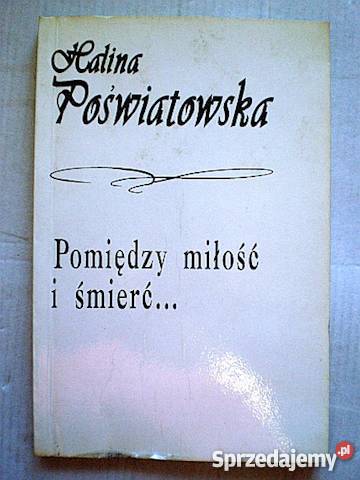 Halina
Poświatowska
Pomiędzy miłość
i śmierć...
Sprzedajemy.pl